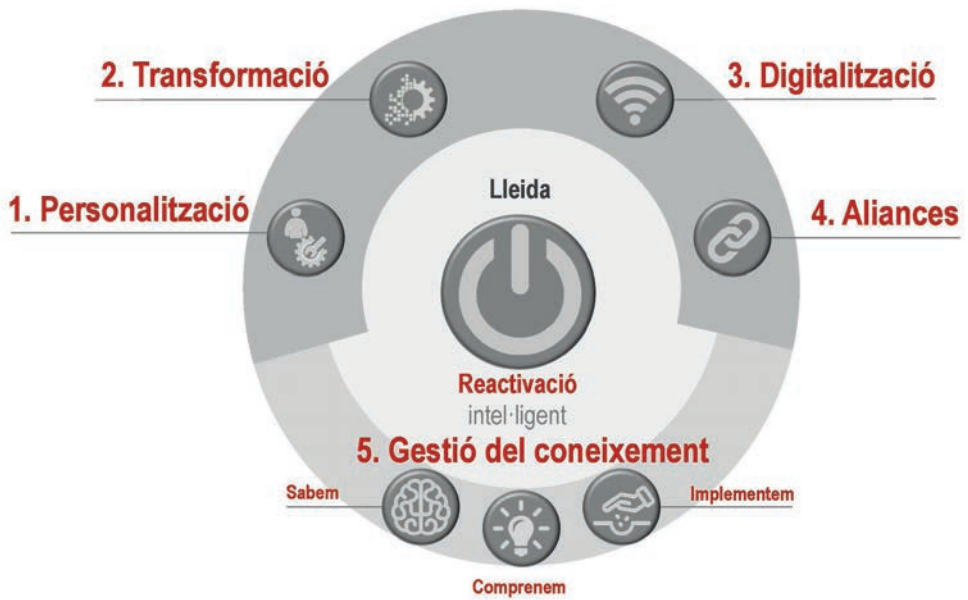 2. Transformació
3. Digitalització
1. Personalització
Lleida
4. Aliances
Reactivació
intel·ligent
5. Gestió del coneixement
Sabem
Implementem
Comprenem